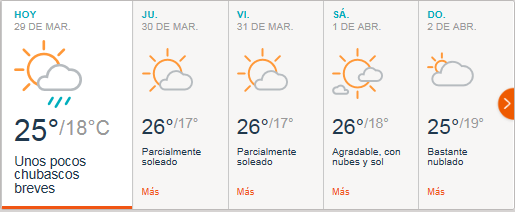 HOY
29 DE MAR.
25°/18°C
Unos pocos
chubascos
breves
JU.
30 DE MAR.
26°/17°
Parcialmente
soleado
Más
VI.
31 DE MAR.
26°/17°
Parcialmente
soleado
Más
SÁ.
1 DE ABR.
26°/18°
Agradable, con
nubes y sol
Más
DO.
2 DE ABR.
25°/19°
Bastante
nublado
Más